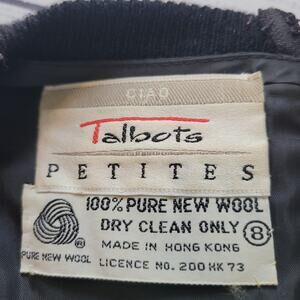 CIAO
Talbots
PETITES
100% PURE NEW WOOL
DRY CLEAN ONLY 8
MADE IN HONG KONG
PURE NEW WOOL
LICENCE NO. 200 HK 73